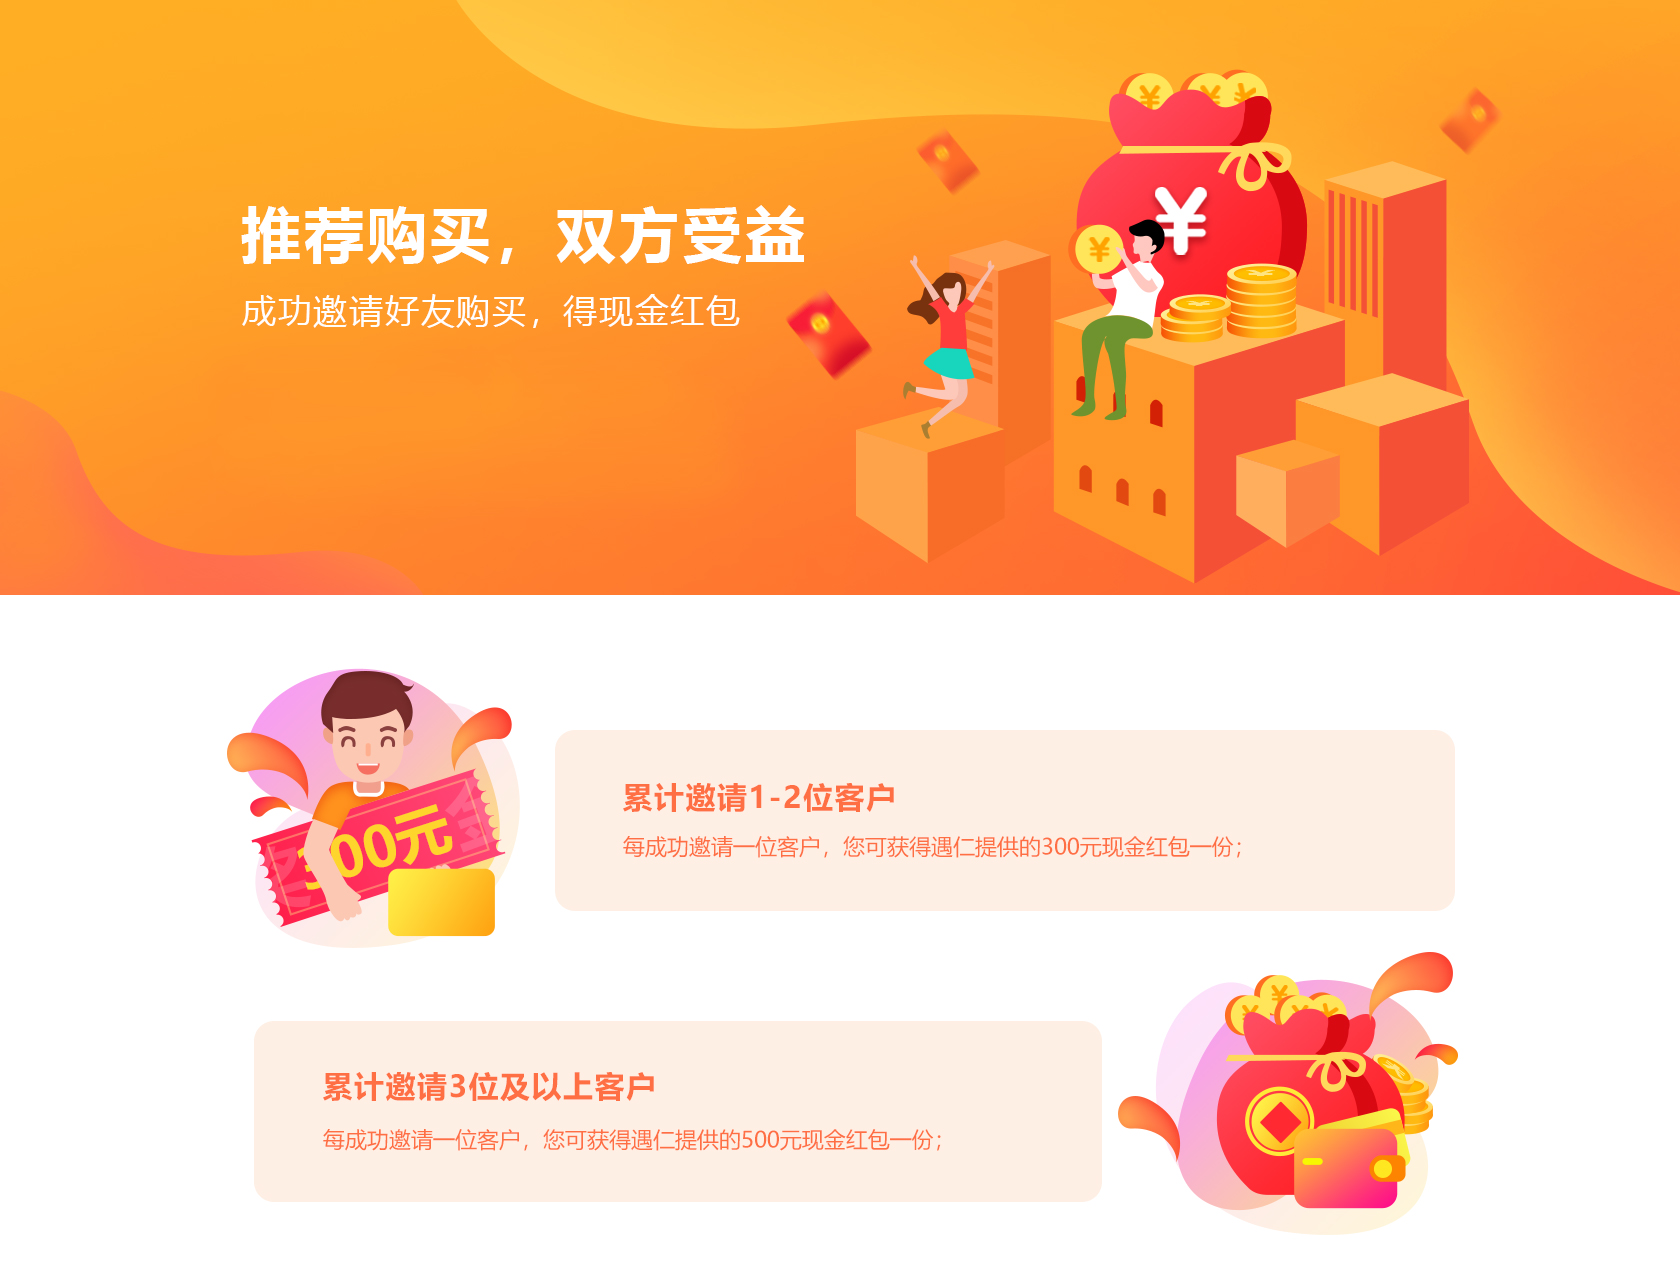 推荐购买，双方受益
成功邀请好友购买，得现金红包
¥
300元
累计邀请1-2位客户
每成功邀请一位客户，您可获得遇仁提供的300元现金红包一份；
累计邀请3位及以上客户
每成功邀请一位客户，您可获得遇仁提供的500元现金红包一份；